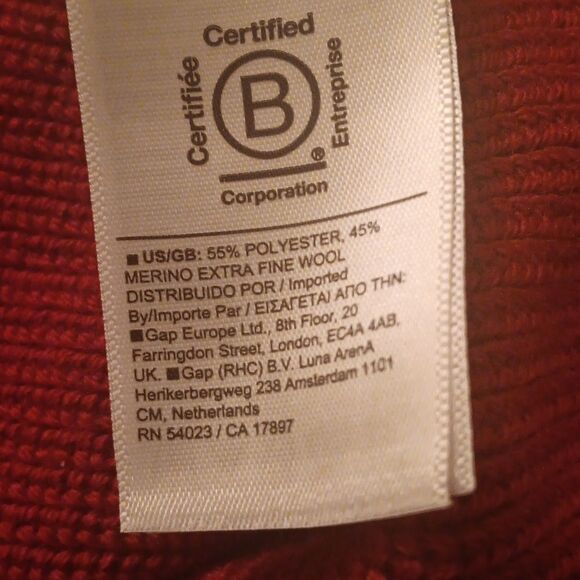 Certified
Certifiée
B
Entreprise
®
Corporation
■ US/GB: 55% POLYESTER, 45%
MERINO EXTRA FINE WOOL
DISTRIBUIDO POR / Imported
By/Importe Par / ΕΙΣΑΓΕΤΑΙ ΑΠΟ ΤΗΝ:
■Gap Europe Ltd., 8th Floor, 20
Farringdon Street, London, EC4A 4AB,
UK. ■Gap (RHC) B.V. Luna ArenA
Herikerbergweg 238 Amsterdam 1101
CM, Netherlands
RN 54023 / CA 17897